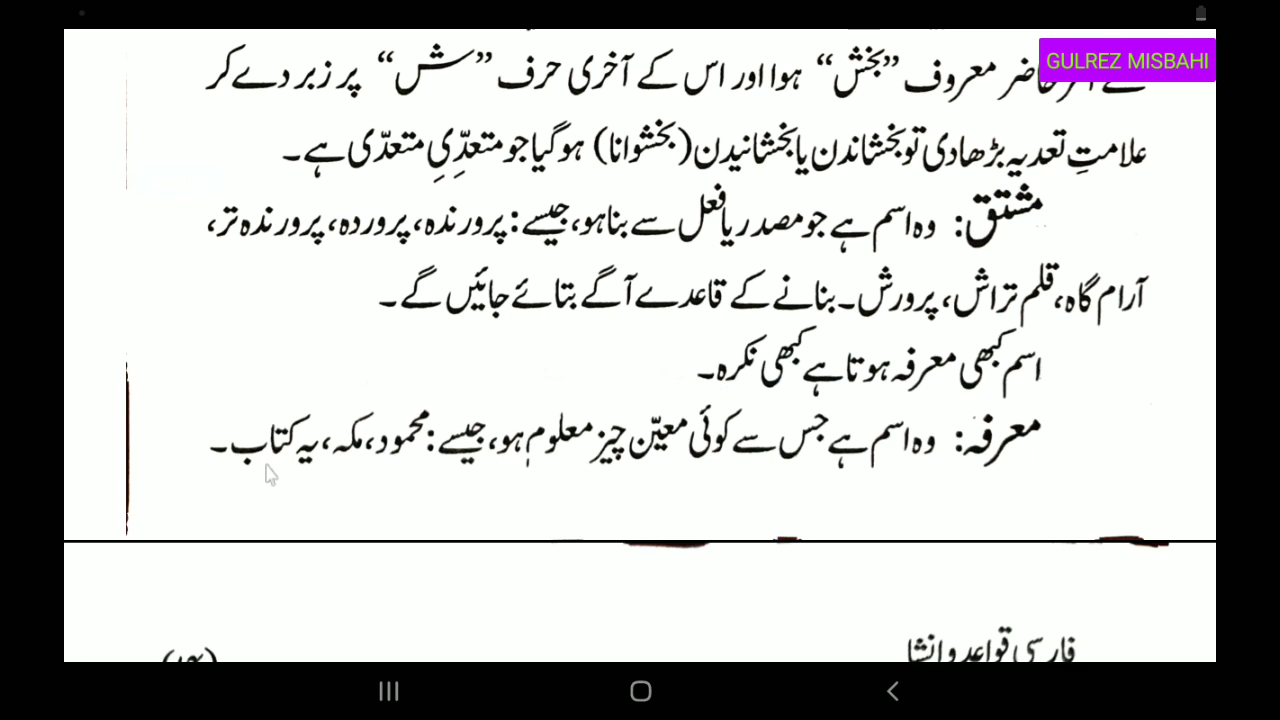 GULREZ MISBAHI
معروف ”بخش“ ہوا اور اس کے آخری حرف ”ش“ پر زبر دے کر
علامتِ تعدیہ بڑھادی تو بخشاندن یا بخشانیدن (بخشوانا) ہوگیا جو متعدِّیِ متعدّی ہے۔
مشتق: وہ اسم ہے جو مصدر یا فعل سے بنا ہو، جیسے: پرورندہ، پروردہ، پرورندہ تر،
آرام گاہ، قلم تراش، پرورش۔ بنانے کے قاعدے آگے بتائے جائیں گے۔
اسم کبھی معرفہ ہوتا ہے کبھی نکرہ۔
معرفہ: وہ اسم ہے جس سے کوئی معیّن چیز معلوم ہو، جیسے: محمود، مکہ، یہ کتاب۔
فارسی قواعد و انشا